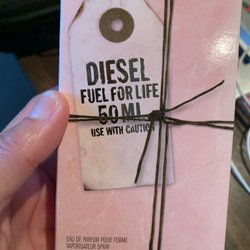 DIESEL
FUEL FOR LIFE
50 ML
USE WITH CAUTION
EAU DE PARFUM POUR FEMME
VAPORISATEUR SPRAY